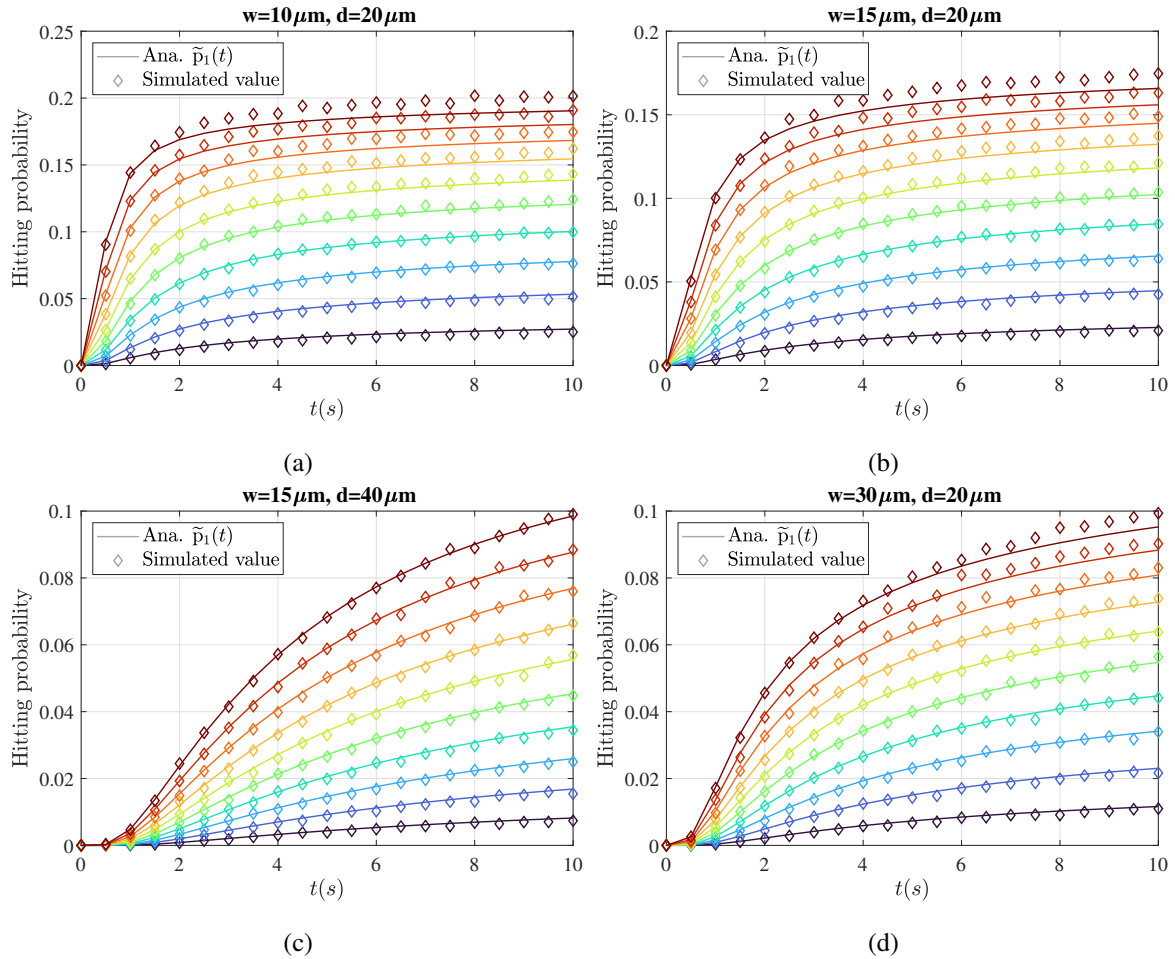 w=10μm, d=20μm
0.25
0.2
0.15
0.1
0.05
0
Hitting probability
Ana. p̃₁(t)
Simulated value
0 2 4 6 8 10
t(s)
(a)
w=15μm, d=20μm
0.2
0.15
0.1
0.05
0
Hitting probability
Ana. p̃₁(t)
Simulated value
0 2 4 6 8 10
t(s)
(b)
w=15μm, d=40μm
0.1
0.08
0.06
0.04
0.02
0
Hitting probability
Ana. p̃₁(t)
Simulated value
0 2 4 6 8 10
t(s)
(c)
w=30μm, d=20μm
0.1
0.08
0.06
0.04
0.02
0
Hitting probability
Ana. p̃₁(t)
Simulated value
0 2 4 6 8 10
t(s)
(d)